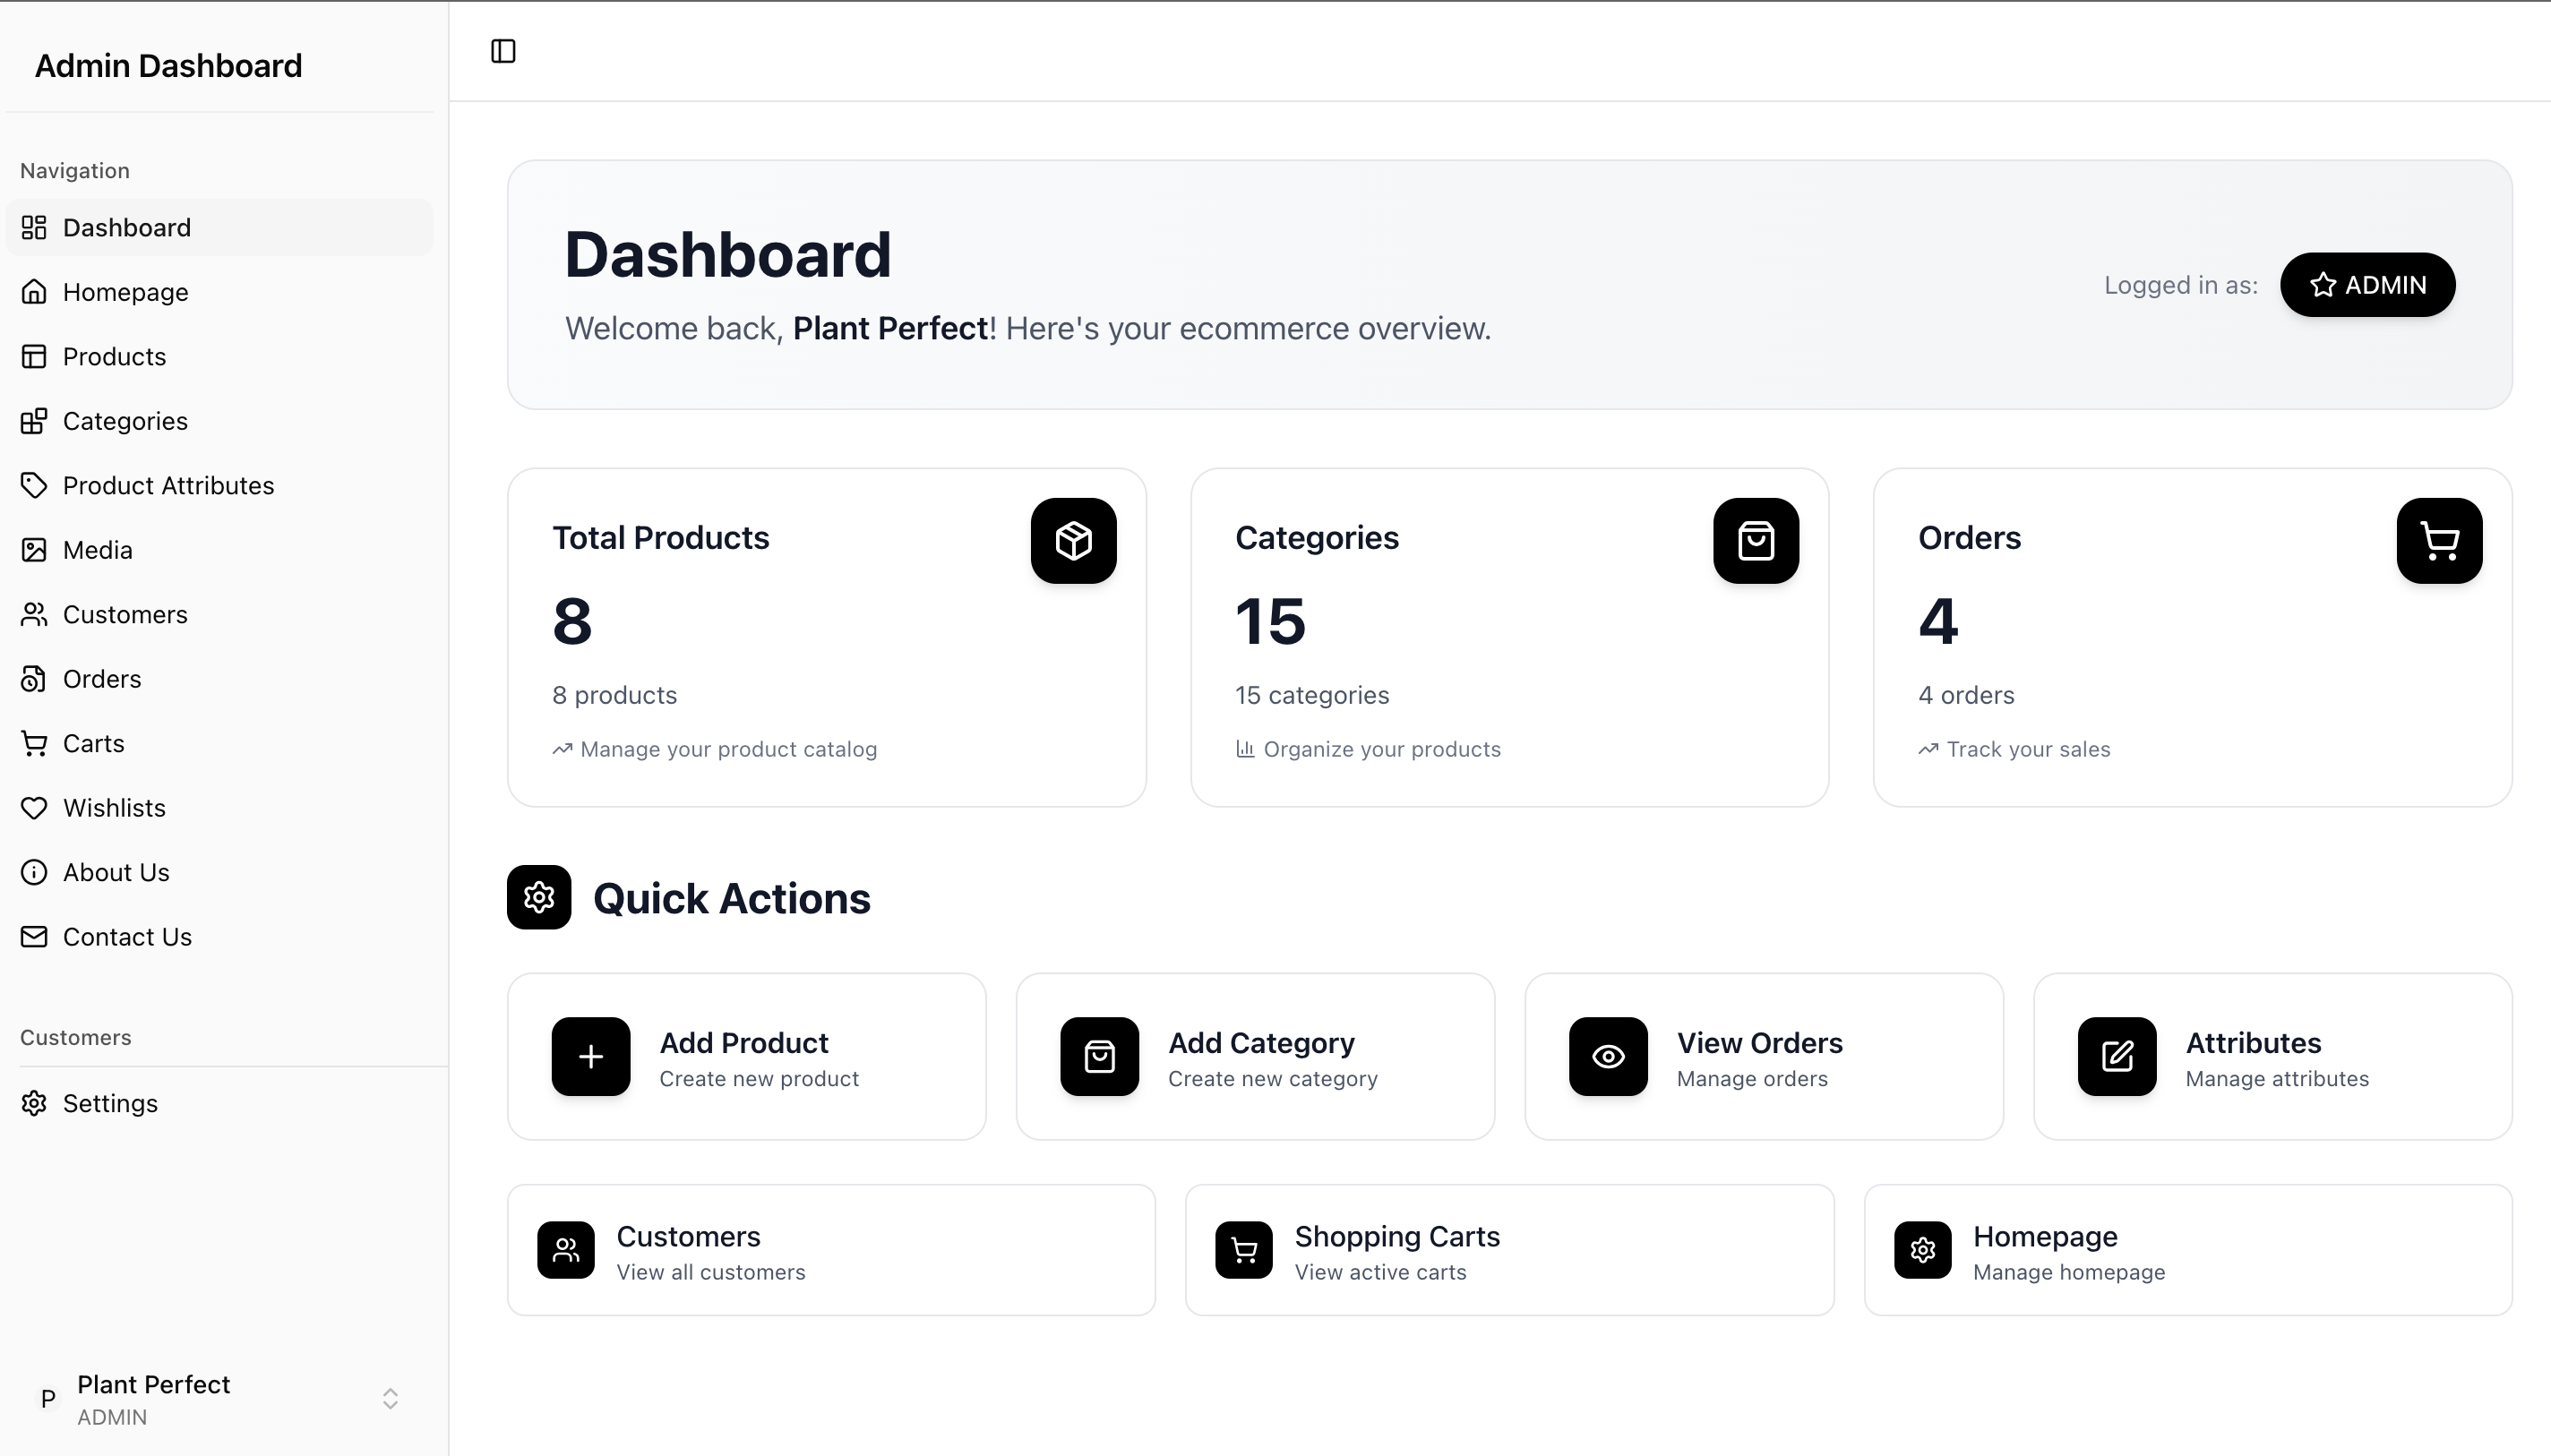 Admin Dashboard
Navigation
Dashboard
Homepage
Products
Categories
Product Attributes
Media
Customers
Orders
Carts
Wishlists
About Us
Contact Us
Customers
Settings
P
Plant Perfect
ADMIN
Dashboard
Welcome back, Plant Perfect! Here's your ecommerce overview.
Logged in as:
ADMIN
Total Products
8
8 products
Manage your product catalog
Categories
15
15 categories
Organize your products
Orders
4
4 orders
Track your sales
Quick Actions
Add Product
Create new product
Add Category
Create new category
View Orders
Manage orders
Attributes
Manage attributes
Customers
View all customers
Shopping Carts
View active carts
Homepage
Manage homepage